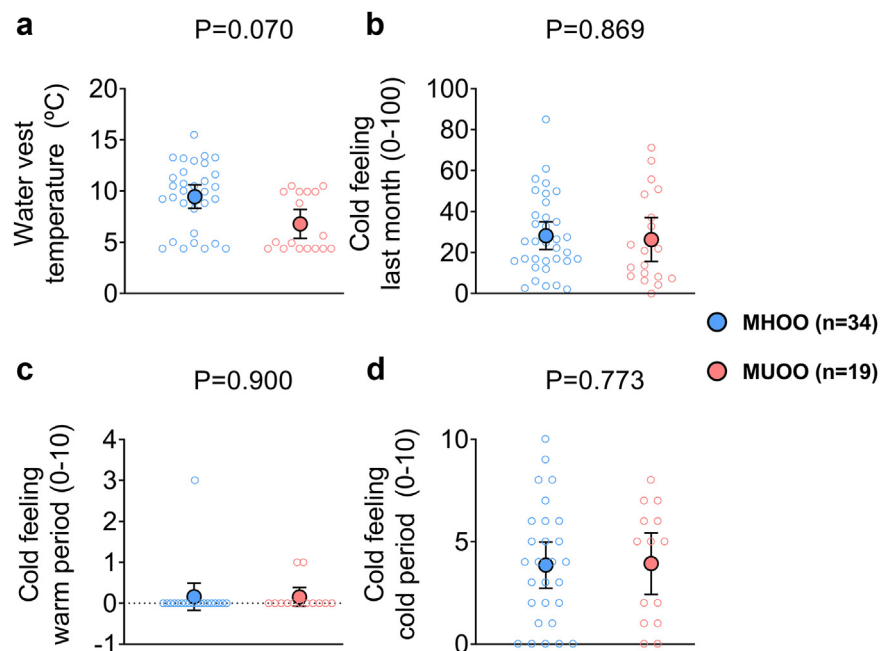 a
P=0.070
Water vest
temperature (ºC)
20
15
10
5
0
b
P=0.869
Cold feeling
last month (0-100)
100
80
60
40
20
0
MHOO (n=34)
MUOO (n=19)
c
P=0.900
Cold feeling
warm period (0-10)
4
3
2
1
0
-1
d
P=0.773
Cold feeling
cold period (0-10)
10
5
0